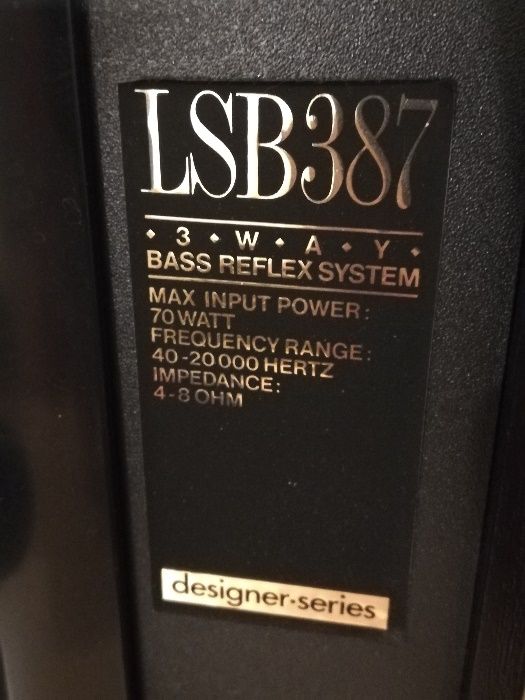 LSB387
• 3 • W • A • Y •
BASS REFLEX SYSTEM
MAX INPUT POWER:
70 WATT
FREQUENCY RANGE:
40-20 000 HERTZ
IMPEDANCE:
4-8 OHM
designer·series